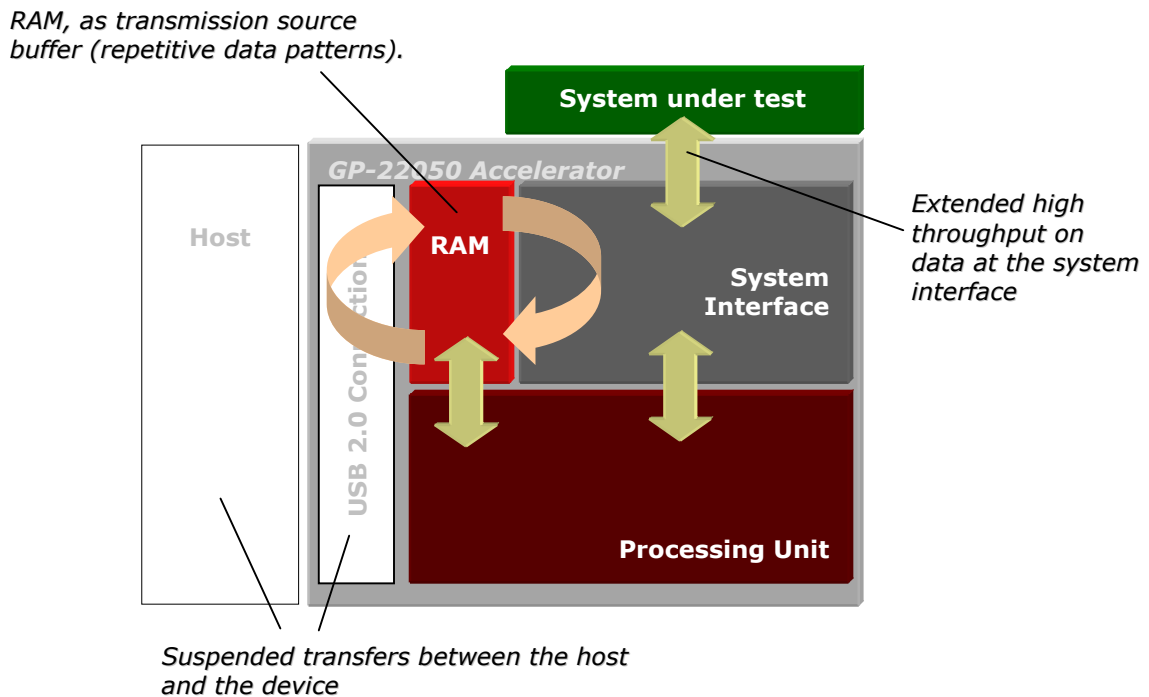 RAM, as transmission source
buffer (repetitive data patterns).
System under test
GP-22050 Accelerator
Host
RAM
USB 2.0 Connection
System
Interface
Extended high
throughput on
data at the system
interface
Processing Unit
Suspended transfers between the host
and the device